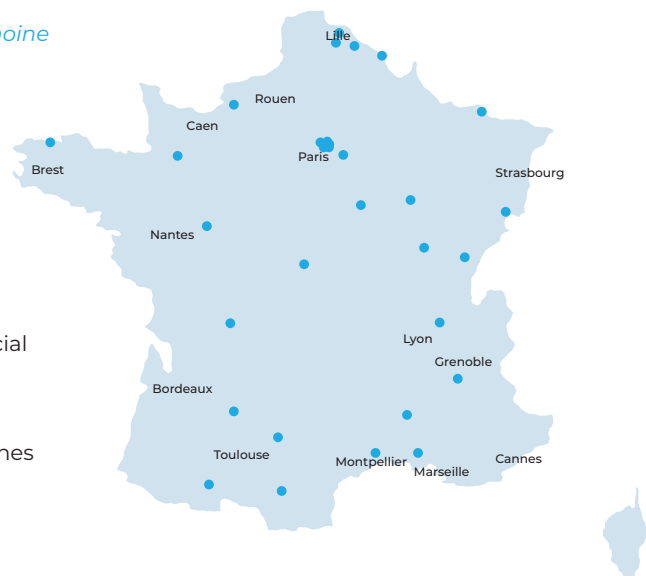 oine
Lille
Rouen
Caen
Paris
Brest
Strasbourg
Nantes
cial
Lyon
Grenoble
Bordeaux
nes
Toulouse
Montpellier
Cannes
Marseille